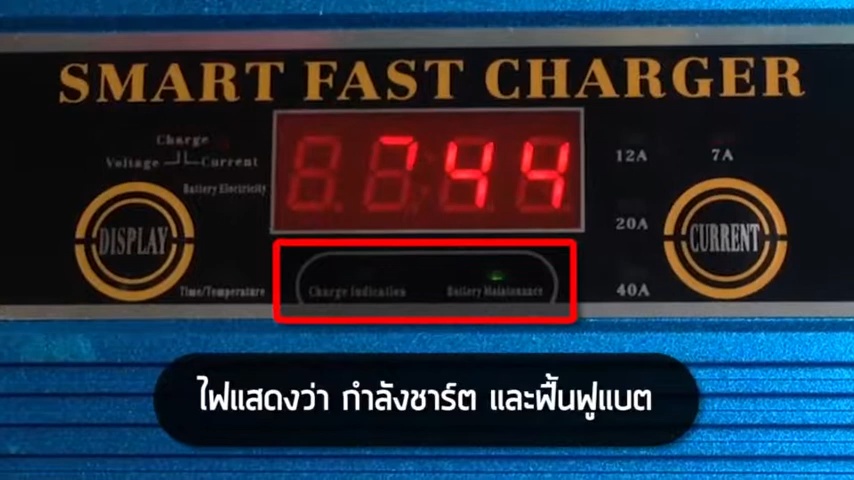 SMART FAST CHARGER
Charge
Voltage Current
Battery Electricity
DISPLAY
Time/Temperature
744
Charge Indication
Battery Maintenance
12A 7A
20A
40A
CURRENT
ไฟแสดงว่า กำลังชาร์ต และฟื้นฟูแบต